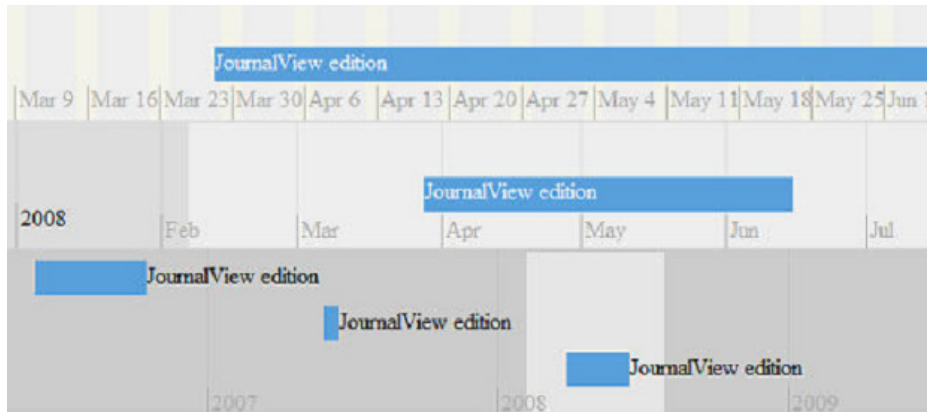 JournalView edition
Mar 9 Mar 16 Mar 23 Mar 30 Apr 6 Apr 13 Apr 20 Apr 27 May 4 May 11 May 18 May 25 Jun 1
JournalView edition
2008 Feb Mar Apr May Jun Jul
JournalView edition
JournalView edition
JournalView edition
2007 2008 2009